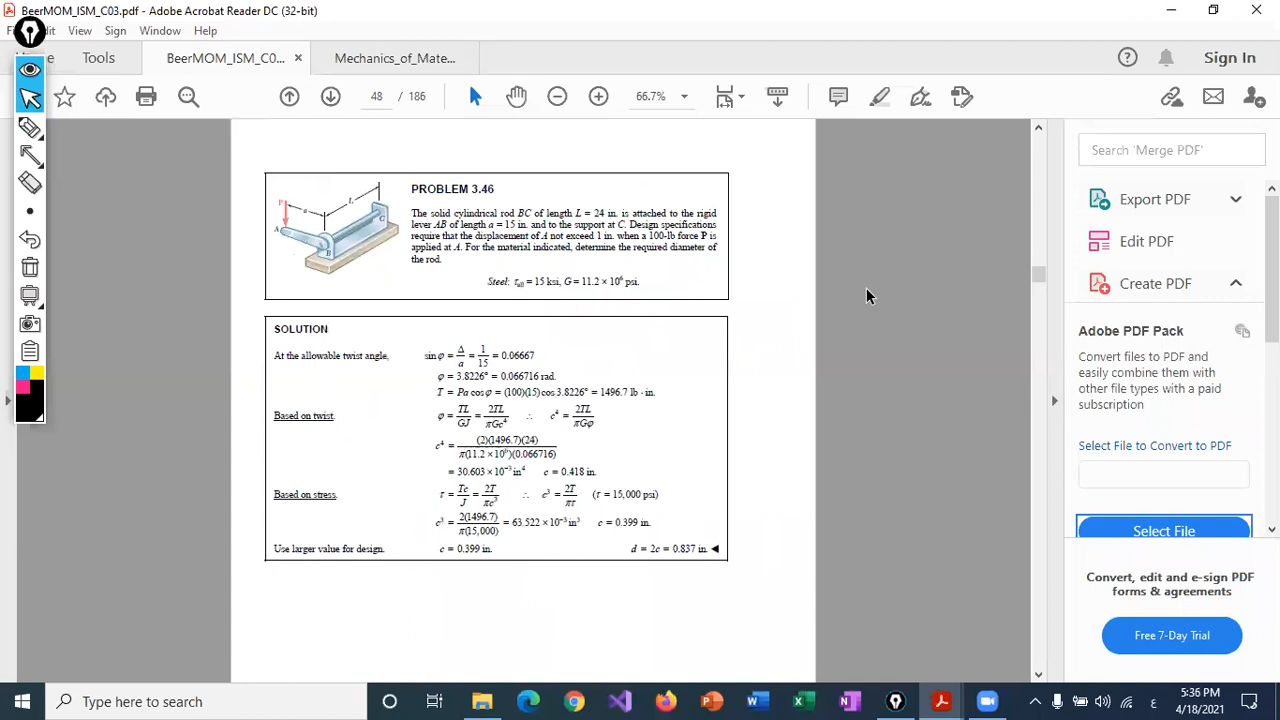 BeerMOM_ISM_C03.pdf - Adobe Acrobat Reader DC (32-bit)
View Sign Window Help
Tools BeerMOM_ISM_C0... × Mechanics_of_Mate... Sign In
48 / 186 66.7%
PROBLEM 3.46
The solid cylindrical rod BC of length L = 24 in. is attached to the rigid
lever AB of length a = 15 in. and to the support at C. Design specifications
require that the displacement of A not exceed 1 in. when a 100-lb force P is
applied at A. For the material indicated, determine the required diameter of
the rod.
Steel: τall = 15 ksi, G = 11.2 × 10⁶ psi.
P a L A B C
SOLUTION
At the allowable twist angle, sin φ = Δ/a = 1/15 = 0.06667
φ = 3.8226° = 0.066716 rad.
T = Pa cos φ = (100)(15) cos 3.8226° = 1496.7 lb · in.
Based on twist. φ = TL/GJ = 2TL/πGc⁴ ∴ c⁴ = 2TL/πGφ
c⁴ = (2)(1496.7)(24)/π(11.2 × 10⁶)(0.066716)
= 30.603 × 10⁻³ in⁴ c = 0.418 in.
Based on stress. τ = Tc/J = 2T/πc³ ∴ c³ = 2T/πτ (τ = 15,000 psi)
c³ = 2(1496.7)/π(15,000) = 63.522 × 10⁻³ in³ c = 0.399 in.
Use larger value for design. c = 0.399 in. d = 2c = 0.837 in. ◄
Search 'Merge PDF'
Export PDF
Edit PDF
Create PDF
Adobe PDF Pack
Convert files to PDF and
easily combine them with
other file types with a paid
subscription
Select File to Convert to PDF
Select File
Convert, edit and e-sign PDF
forms & agreements
Free 7-Day Trial
Type here to search
ع
5:36 PM
4/18/2021